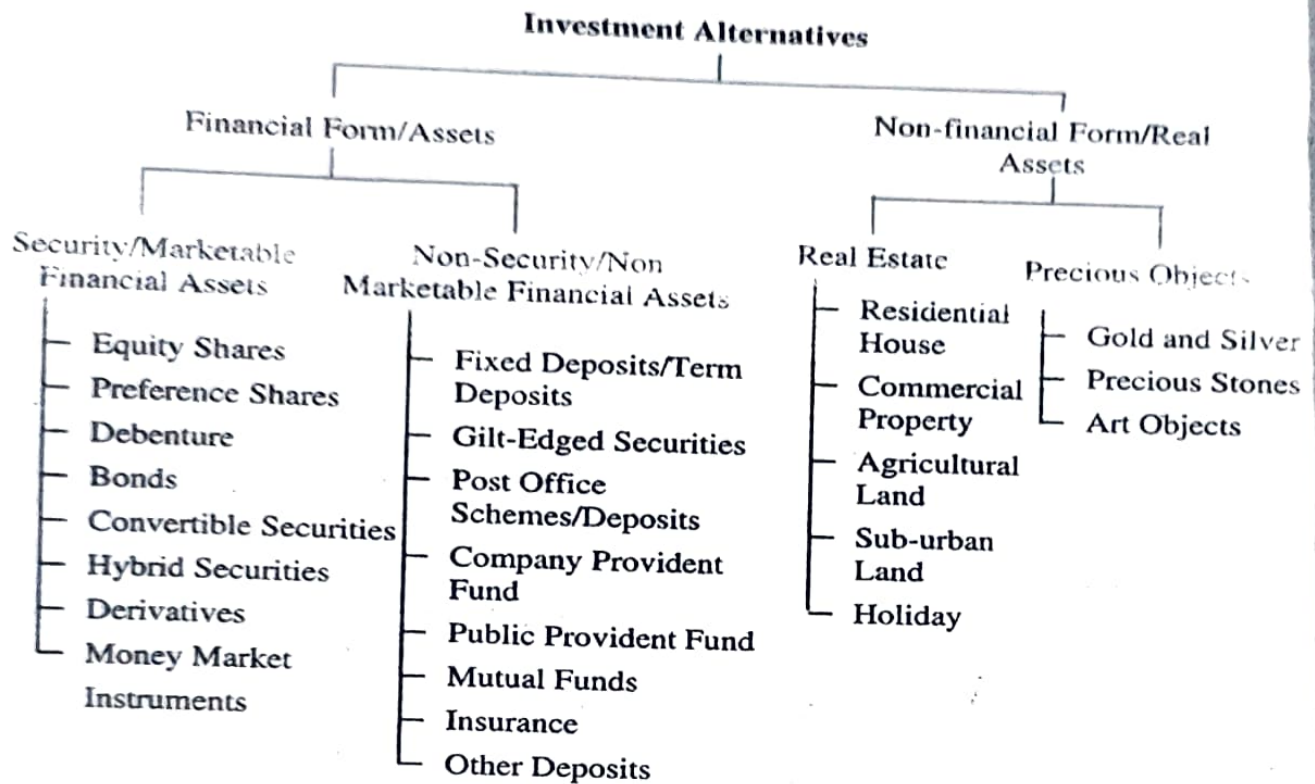 Investment Alternatives
Financial Form/Assets
Non-financial Form/Real
Assets
Security/Marketable
Financial Assets
Equity Shares
Preference Shares
Debenture
Bonds
Convertible Securities
Hybrid Securities
Derivatives
Money Market
Instruments
Non-Security/Non
Marketable Financial Assets
Fixed Deposits/Term
Deposits
Gilt-Edged Securities
Post Office
Schemes/Deposits
Company Provident
Fund
Public Provident Fund
Mutual Funds
Insurance
Other Deposits
Real Estate
Residential
House
Commercial
Property
Agricultural
Land
Sub-urban
Land
Holiday
Precious Objects
Gold and Silver
Precious Stones
Art Objects